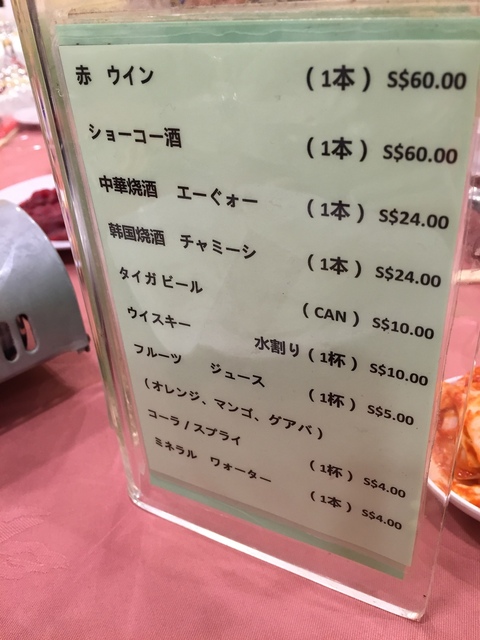 赤 ウイン (1本) S$60.00
ショーコー酒 (1本) S$60.00
中華烧酒 エーぐォー (1本) S$24.00
韩国烧酒 チャミーシ (1本) S$24.00
タイガ ビール (CAN) S$10.00
ウイスキー 水割り (1杯) S$10.00
フルーツ ジュース (1杯) S$5.00
(オレンジ、マンゴ、ゲアバ)
コーラ / スプライ (1杯) S$4.00
ミネラル ウォーター (1本) S$4.00